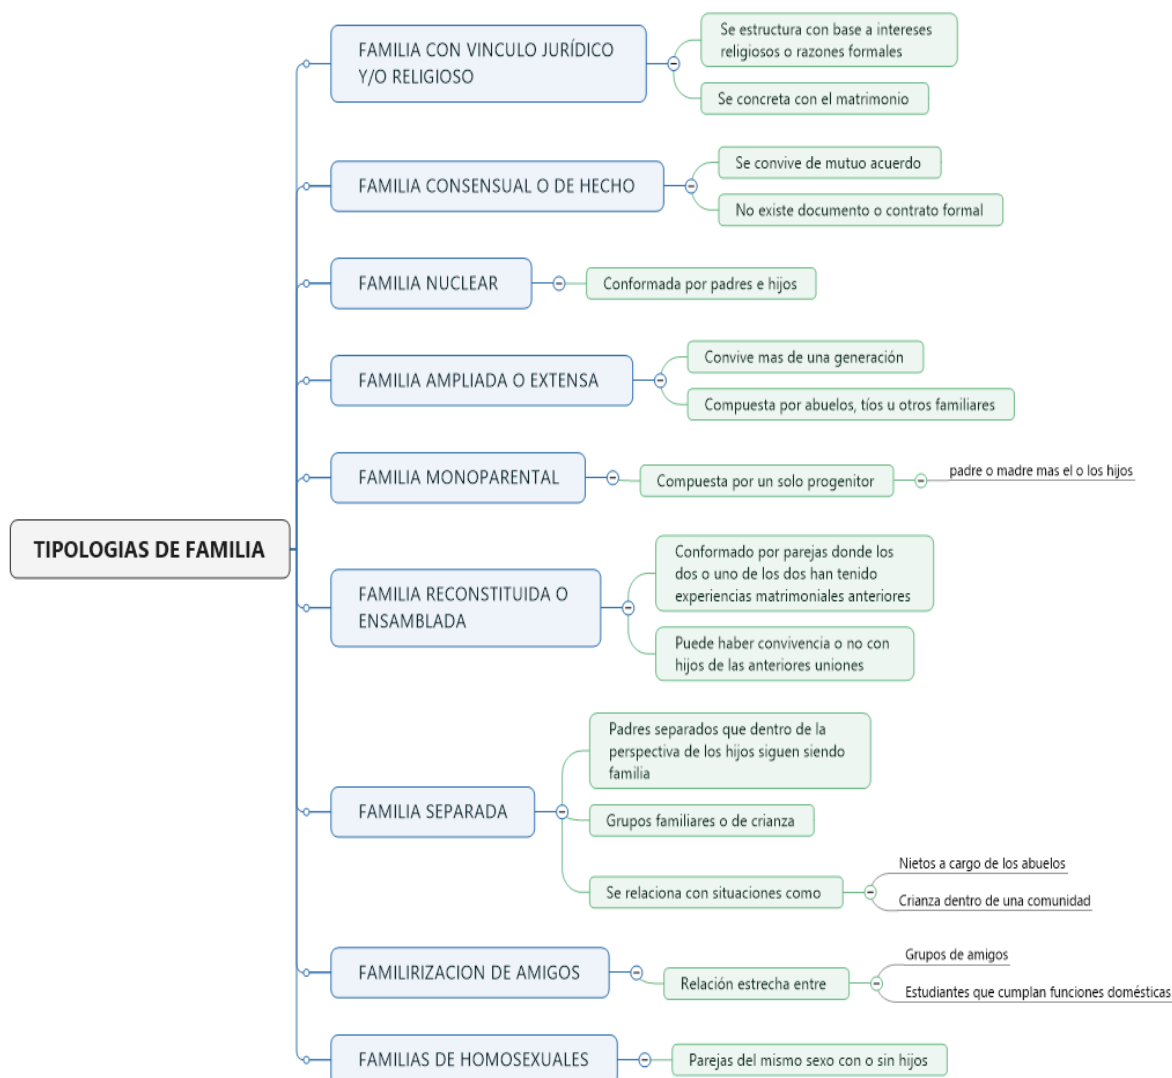 FAMILIA CON VINCULO JURÍDICO
Y/O RELIGIOSO
Se estructura con base a intereses
religiosos o razones formales
Se concreta con el matrimonio
FAMILIA CONSENSUAL O DE HECHO
Se convive de mutuo acuerdo
No existe documento o contrato formal
FAMILIA NUCLEAR
Conformada por padres e hijos
FAMILIA AMPLIADA O EXTENSA
Convive mas de una generación
Compuesta por abuelos, tíos u otros familiares
FAMILIA MONOPARENTAL
Compuesta por un solo progenitor
padre o madre mas el o los hijos
TIPOLOGIAS DE FAMILIA
FAMILIA RECONSTITUIDA O
ENSAMBLADA
Conformado por parejas donde los
dos o uno de los dos han tenido
experiencias matrimoniales anteriores
Puede haber convivencia o no con
hijos de las anteriores uniones
FAMILIA SEPARADA
Padres separados que dentro de la
perspectiva de los hijos siguen siendo
familia
Grupos familiares o de crianza
Se relaciona con situaciones como
Nietos a cargo de los abuelos
Crianza dentro de una comunidad
FAMILIRIZACION DE AMIGOS
Relación estrecha entre
Grupos de amigos
Estudiantes que cumplan funciones domésticas
FAMILIAS DE HOMOSEXUALES
Parejas del mismo sexo con o sin hijos